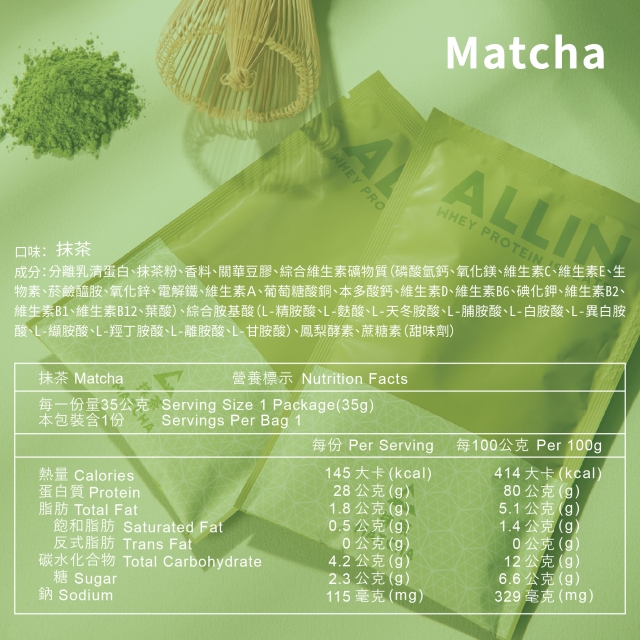 Matcha
ALLIN
WHEY PROTEIN
AL
WHEY PRO
口味：抹茶
成分：分離乳清蛋白、抹茶粉、香料、關華豆膠、綜合維生素礦物質（磷酸氫鈣、氧化鎂、維生素C、維生素E、生
物素、菸鹼醯胺、氧化鋅、電解鐵、維生素A、葡萄糖酸銅、本多酸鈣、維生素D、維生素B6、碘化鉀、維生素B2、
維生素B1、維生素B12、葉酸）、綜合胺基酸（L-精胺酸、L-麩酸、L-天冬胺酸、L-脯胺酸、L-白胺酸、L-異白胺
酸、L-纈胺酸、L-羥丁胺酸、L-離胺酸、L-甘胺酸）、鳳梨酵素、蔗糖素（甜味劑）
抹茶 Matcha 營養標示 Nutrition Facts
每一份量35公克 Serving Size 1 Package(35g)
本包裝含1份 Servings Per Bag 1
每份 Per Serving 每100公克 Per 100g
熱量 Calories 145 大卡(kcal) 414 大卡(kcal)
蛋白質 Protein 28 公克(g) 80 公克(g)
脂肪 Total Fat 1.8 公克(g) 5.1 公克(g)
飽和脂肪 Saturated Fat 0.5 公克(g) 1.4 公克(g)
反式脂肪 Trans Fat 0 公克(g) 0 公克(g)
碳水化合物 Total Carbohydrate 4.2 公克(g) 12 公克(g)
糖 Sugar 2.3 公克(g) 6.6 公克(g)
鈉 Sodium 115 毫克(mg) 329 毫克(mg)